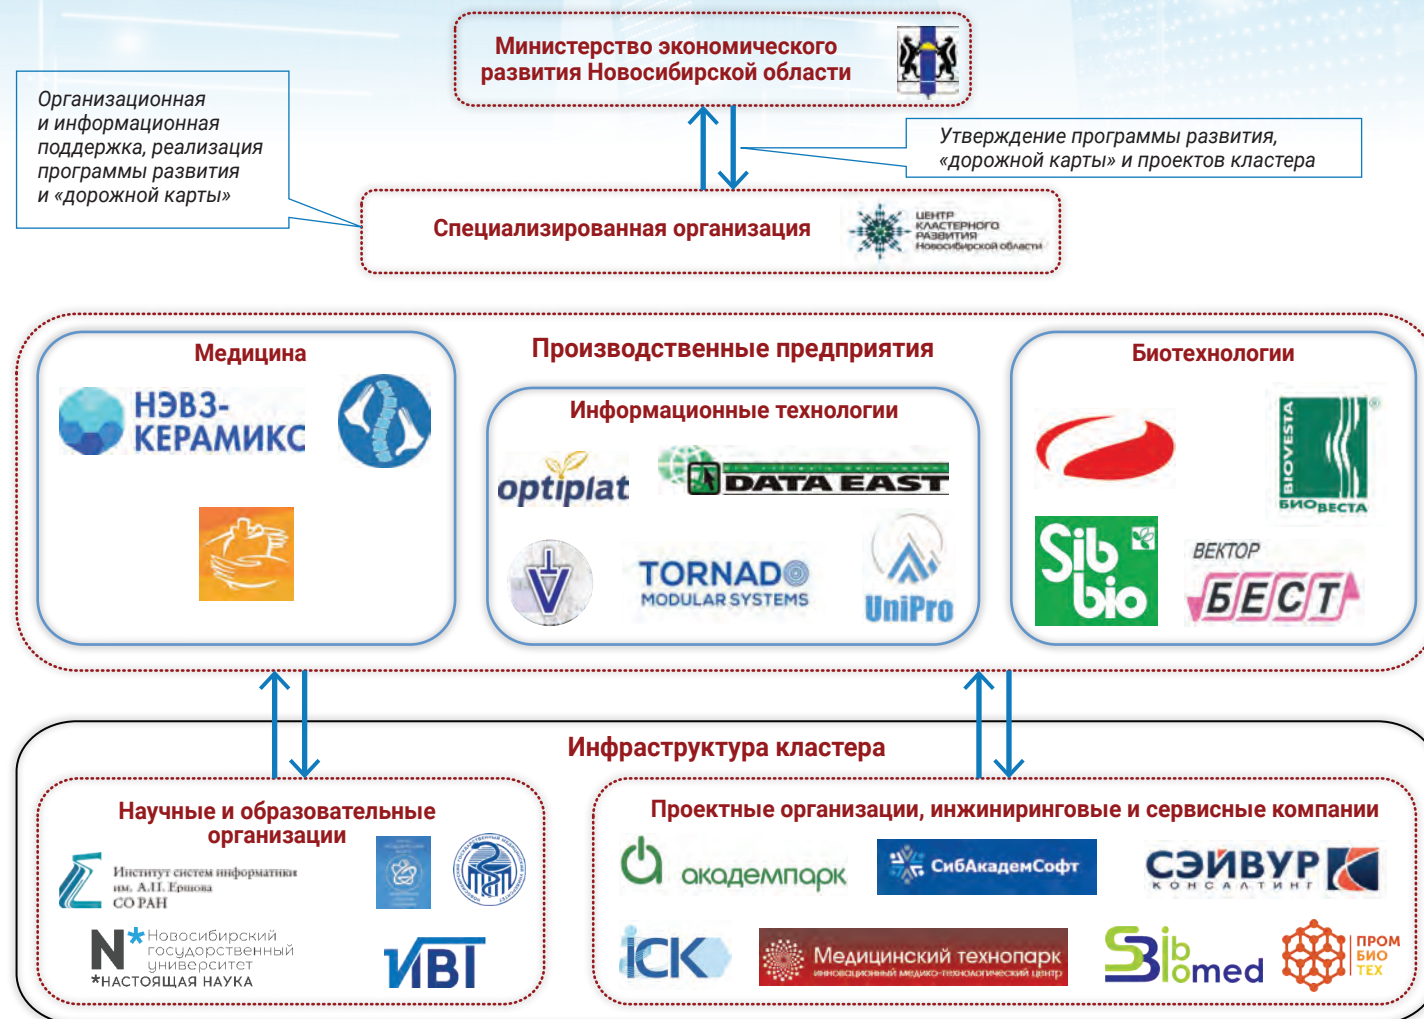 Министерство экономического
развития Новосибирской области
Организационная
и информационная
поддержка, реализация
программы развития
и «дорожной карты»
Утверждение программы развития,
«дорожной карты» и проектов кластера
Специализированная организация
ЦЕНТР
КЛАСТЕРНОГО
РАЗВИТИЯ
Новосибирской области
Производственные предприятия
Медицина
НЭВЗ-
КЕРАМИКС
Информационные технологии
optiplat
DATA EAST
TORNADO
MODULAR SYSTEMS
UniPro
Биотехнологии
BIOVESTA
®
БИОВЕСТА
Sib
bio
ВЕКТОР
БЕСТ
Инфраструктура кластера
Научные и образовательные
организации
Институт систем информатики
им. А.П. Ершова
СО РАН
N*
Новосибирский
государственный
университет
*НАСТОЯЩАЯ НАУКА
ИВТ
Проектные организации, инжиниринговые и сервисные компании
академпарк
СибАкадемСофт
СЭЙВУР
КОНСАЛТИНГ
iCK
Медицинский технопарк
инновационный медико-технологический центр
Sib
Biomed
ПРОМ
БИО
ТЕХ